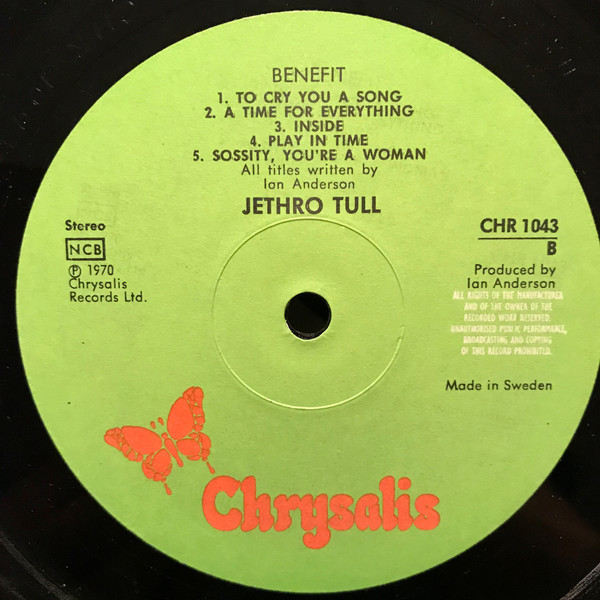 BENEFIT
1. TO CRY YOU A SONG
2. A TIME FOR EVERYTHING
3. INSIDE
4. PLAY IN TIME
5. SOSSITY, YOU'RE A WOMAN
All titles written by
Ian Anderson
JETHRO TULL
Stereo
NCB
℗ 1970
Chrysalis
Records Ltd.
CHR 1043
B
Produced by
Ian Anderson
ALL RIGHTS OF THE MANUFACTURER
AND OF THE OWNER OF THE
RECORDED WORK RESERVED.
UNAUTHORISED PUBLIC PERFORMANCE,
BROADCASTING AND COPYING
OF THIS RECORD PROHIBITED.
Made in Sweden
Chrysalis